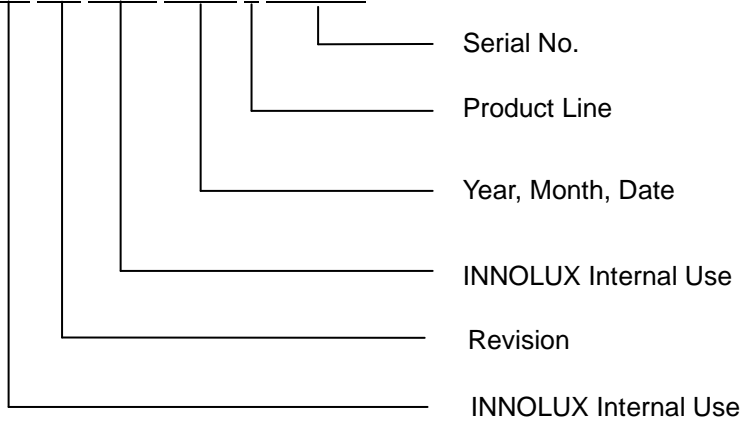 Serial No.
Product Line
Year, Month, Date
INNOLUX Internal Use
Revision
INNOLUX Internal Use